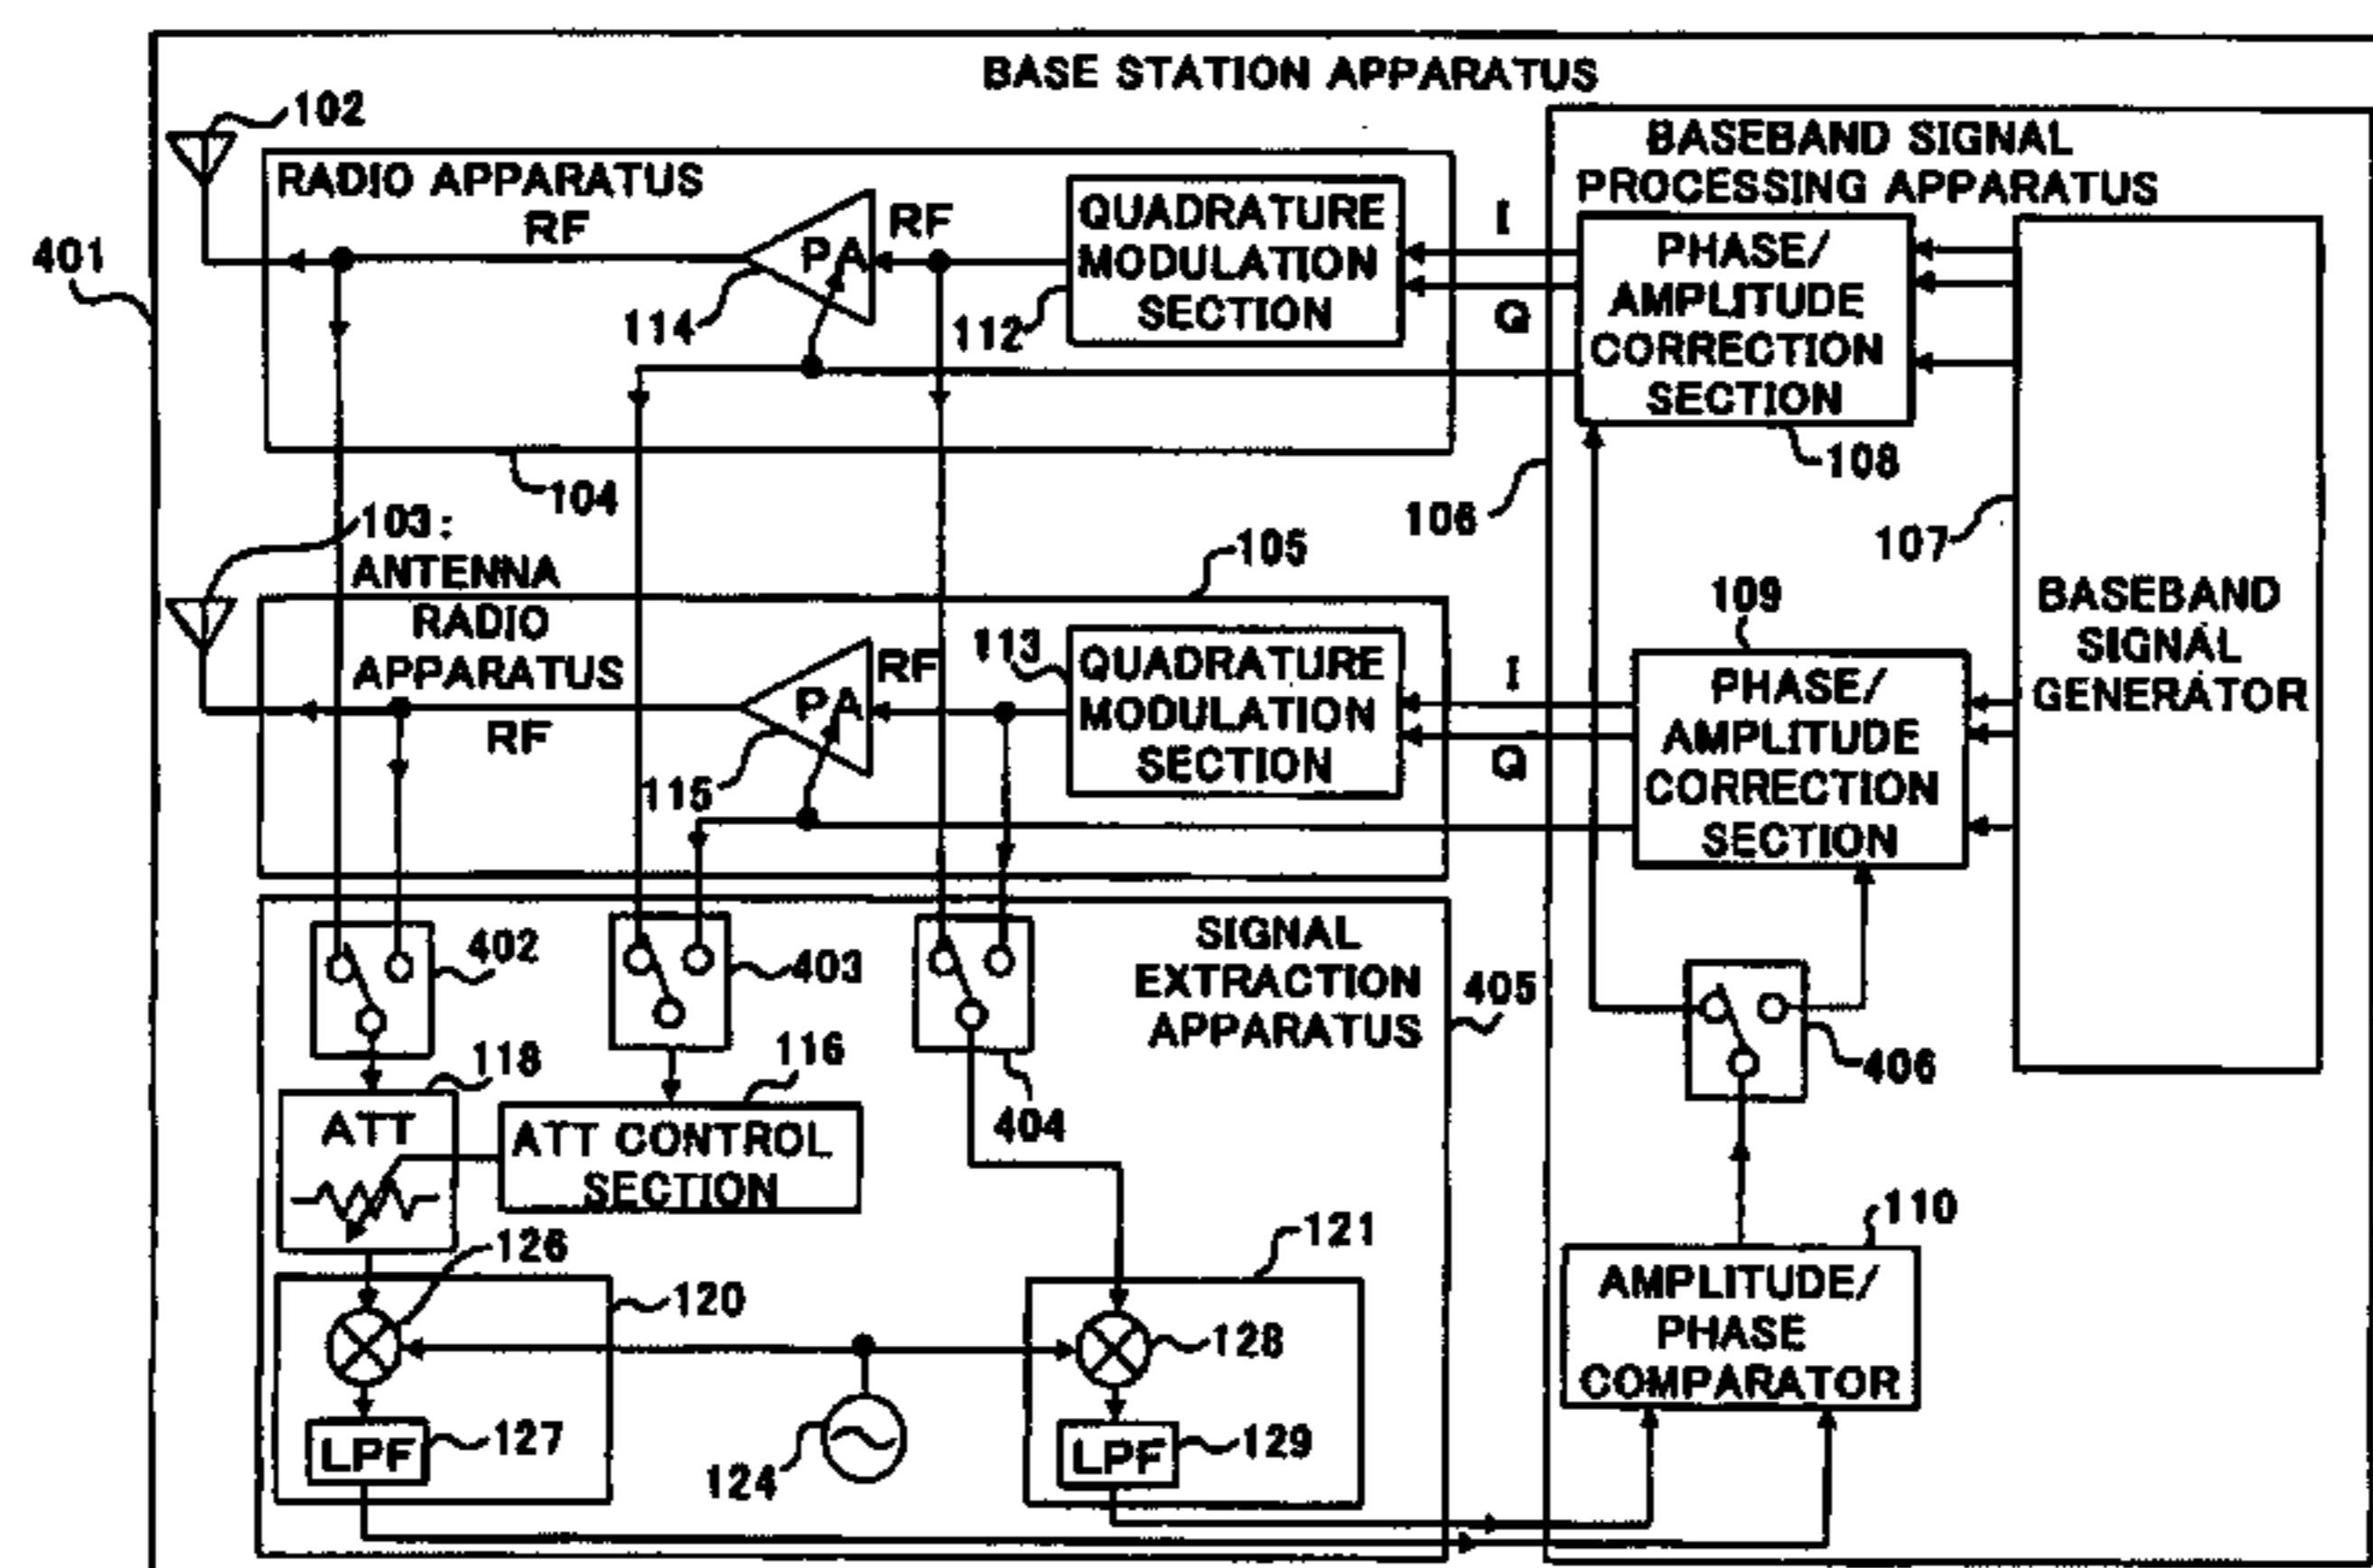 BASE STATION APPARATUS
102
BASEBAND SIGNAL
PROCESSING APPARATUS
RADIO APPARATUS
RF
RF
PA
QUADRATURE
MODULATION
SECTION
I
Q
PHASE/
AMPLITUDE
CORRECTION
SECTION
401
114
112
108
104
106
107
103:
ANTENNA
105
RADIO
APPARATUS
RF
RF
PA
113
QUADRATURE
MODULATION
SECTION
I
Q
109
PHASE/
AMPLITUDE
CORRECTION
SECTION
BASEBAND
SIGNAL
GENERATOR
115
402
403
SIGNAL
EXTRACTION
APPARATUS
405
406
118
116
404
ATT
ATT CONTROL
SECTION
126
121
110
120
128
AMPLITUDE/
PHASE
COMPARATOR
LPF
127
124
LPF
129